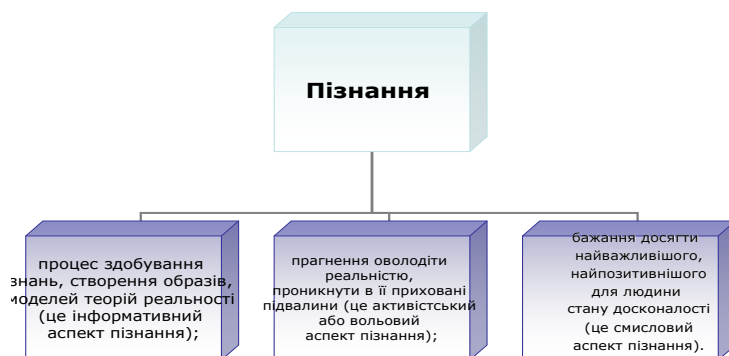 Пізнання
процес здобування
знань, створення образів,
моделей теорій реальності
(це інформативний
аспект пізнання);
прагнення оволодіти
реальністю,
проникнути в її приховані
підвалини (це активістський
або вольовий
аспект пізнання);
бажання досягти
найважливішого,
найпозитивнішого
для людини
стану досконалості
(це смисловий
аспект пізнання).